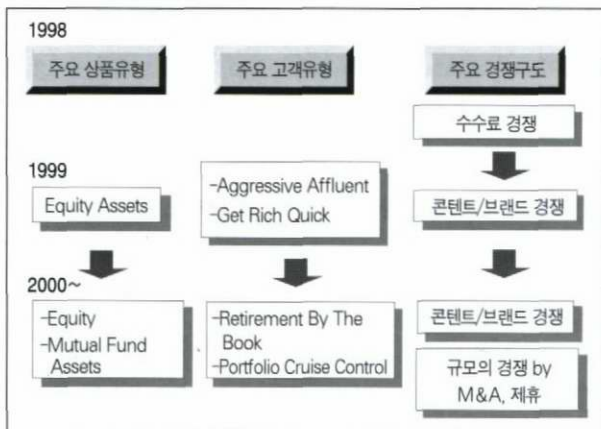 1998
주요 상품유형
주요 고객유형
주요 경쟁구도
수수료 경쟁
1999
Equity Assets
-Aggressive Affluent
-Get Rich Quick
콘텐트/브랜드 경쟁
2000~
-Equity
-Mutual Fund
Assets
-Retirement By The
Book
-Portfolio Cruise Control
콘텐트/브랜드 경쟁
규모의 경쟁 by
M&A, 제휴